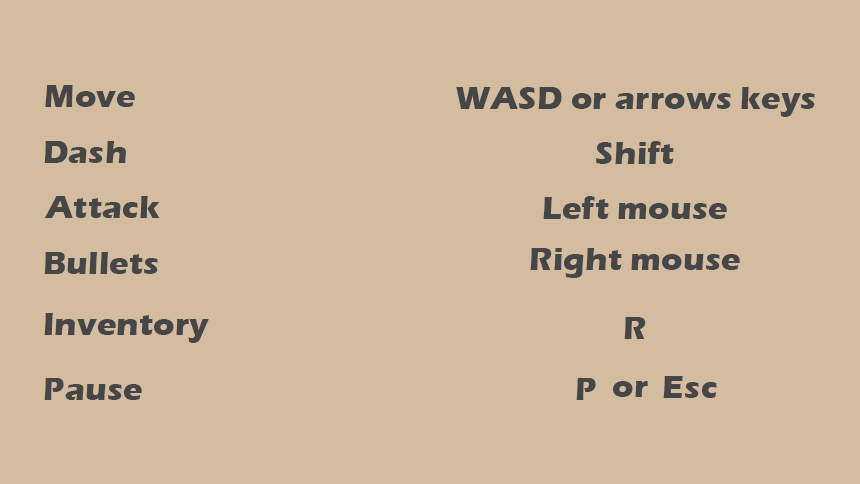 Move WASD or arrows keys
Dash Shift
Attack Left mouse
Bullets Right mouse
Inventory R
Pause P or Esc